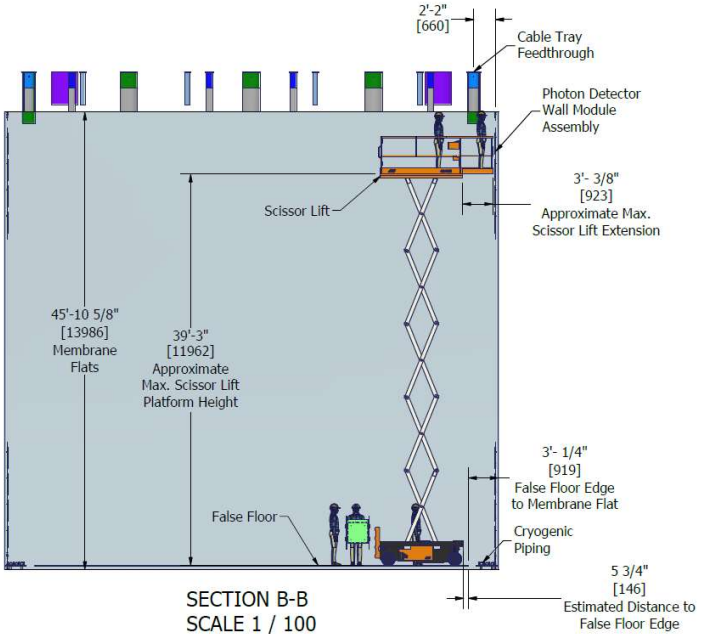 2'-2"
[660]
Cable Tray
Feedthrough
Photon Detector
Wall Module
Assembly
3'- 3/8"
[923]
Approximate Max.
Scissor Lift Extension
Scissor Lift
45'-10 5/8"
[13986]
Membrane
Flats
39'-3"
[11962]
Approximate
Max. Scissor Lift
Platform Height
3'- 1/4"
[919]
False Floor Edge
to Membrane Flat
False Floor
Cryogenic
Piping
5 3/4"
[146]
Estimated Distance to
False Floor Edge
SECTION B-B
SCALE 1 / 100